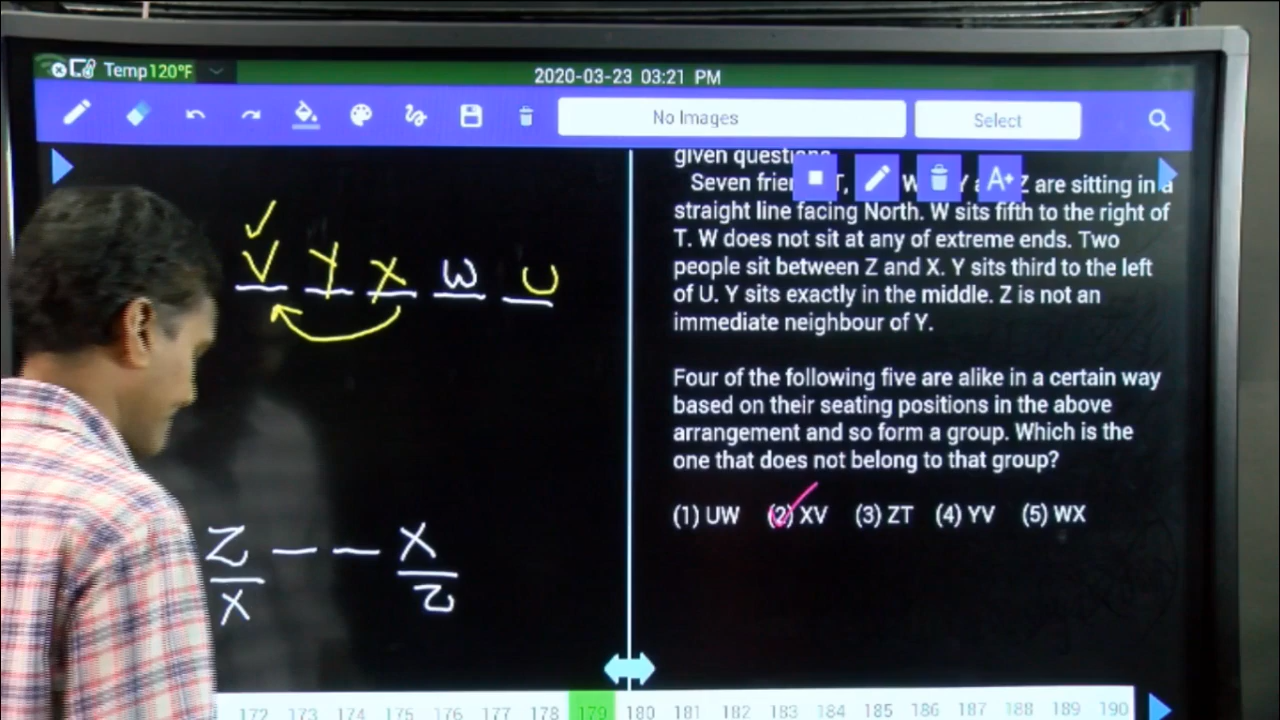 Temp 120°F
2020-03-23 03:21 PM
No Images
Select
A+
V Y X W U
Z X
X Z
given
Seven T, W Y Z are sitting in a
straight line facing North. W sits fifth to the right of
T. W does not sit at any of extreme ends. Two
people sit between Z and X. Y sits third to the left
of U. Y sits exactly in the middle. Z is not an
immediate neighbour of Y.
Four of the following five are alike in a certain way
based on their seating positions in the above
arrangement and so form a group. Which is the
one that does not belong to that group?
(1) UW (2) XV (3) ZT (4) YV (5) WX
172 173 174 175 176 177 178 179 180 181 182 183 184 185 186 187 188 189 190